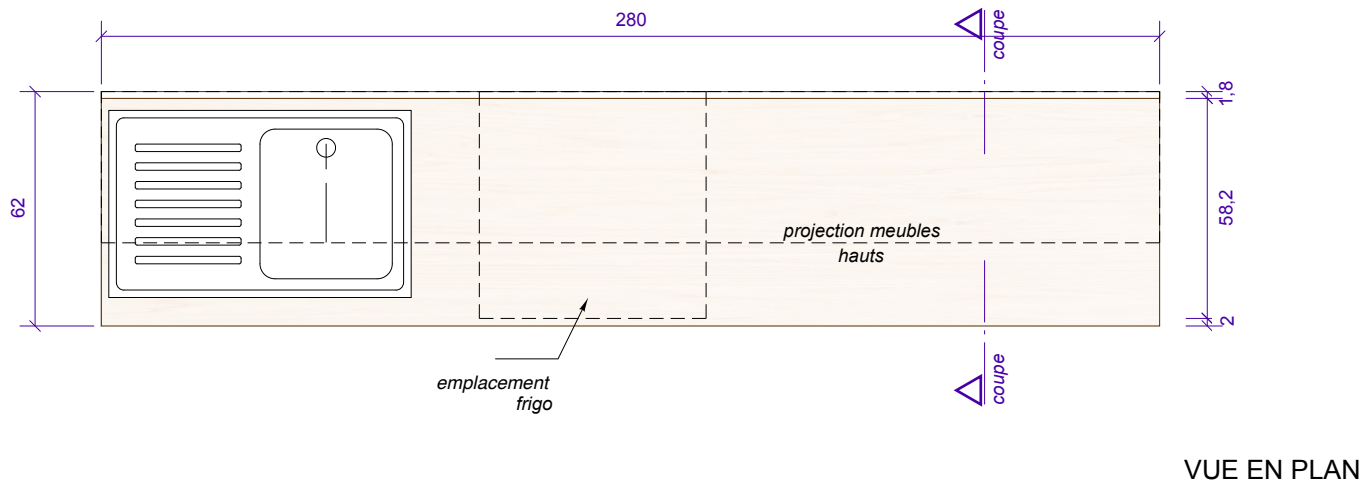 280
coupe
1,8
62
58,2
projection meubles
hauts
2
emplacement
frigo
coupe
VUE EN PLAN